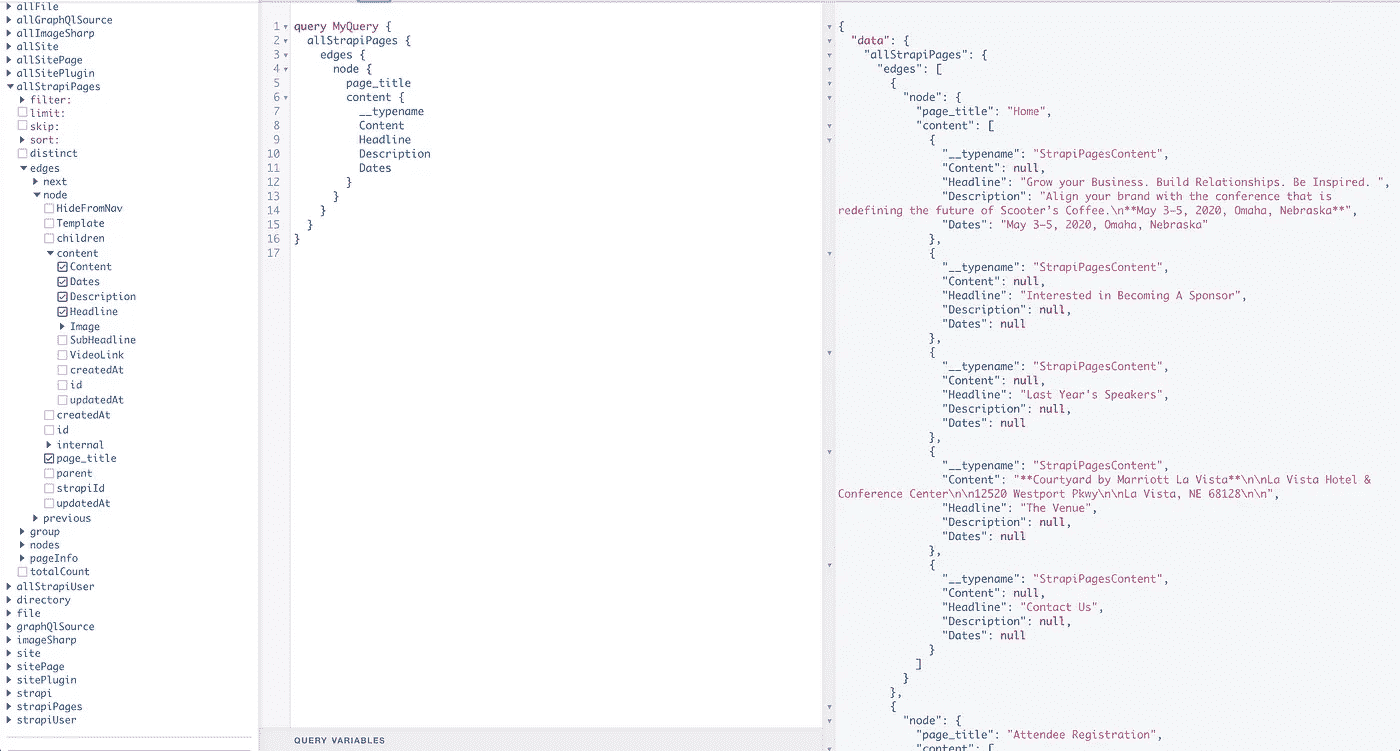 allFile
allGraphQlSource
allImageSharp
allSite
allSitePage
allSitePlugin
allStrapiPages
filter:
limit:
skip:
sort:
distinct
edges
next
node
HideFromNav
Template
children
content
Content
Dates
Description
Headline
Image
SubHeadline
VideoLink
createdAt
id
updatedAt
createdAt
id
internal
page_title
parent
strapiId
updatedAt
previous
group
nodes
pageInfo
totalCount
allStrapiUser
directory
file
graphQlSource
imageSharp
site
sitePage
sitePlugin
strapi
strapiPages
strapiUser
1 query MyQuery {
2 allStrapiPages {
3 edges {
4 node {
5 page_title
6 content {
7 __typename
8 Content
9 Headline
10 Description
11 Dates
12 }
13 }
14 }
15 }
16 }
17
QUERY VARIABLES
{
"data": {
"allStrapiPages": {
"edges": [
{
"node": {
"page_title": "Home",
"content": [
{
"__typename": "StrapiPagesContent",
"Content": null,
"Headline": "Grow your Business. Build Relationships. Be Inspired. ",
"Description": "Align your brand with the conference that is
redefining the future of Scooter’s Coffee.\n**May 3–5, 2020, Omaha, Nebraska**",
"Dates": "May 3–5, 2020, Omaha, Nebraska"
},
{
"__typename": "StrapiPagesContent",
"Content": null,
"Headline": "Interested in Becoming A Sponsor",
"Description": null,
"Dates": null
},
{
"__typename": "StrapiPagesContent",
"Content": null,
"Headline": "Last Year's Speakers",
"Description": null,
"Dates": null
},
{
"__typename": "StrapiPagesContent",
"Content": "**Courtyard by Marriott La Vista**\n\nLa Vista Hotel &
Conference Center\n\n12520 Westport Pkwy\n\nLa Vista, NE 68128\n\n",
"Headline": "The Venue",
"Description": null,
"Dates": null
},
{
"__typename": "StrapiPagesContent",
"Content": null,
"Headline": "Contact Us",
"Description": null,
"Dates": null
}
]
}
},
{
"node": {
"page_title": "Attendee Registration",
"content": [